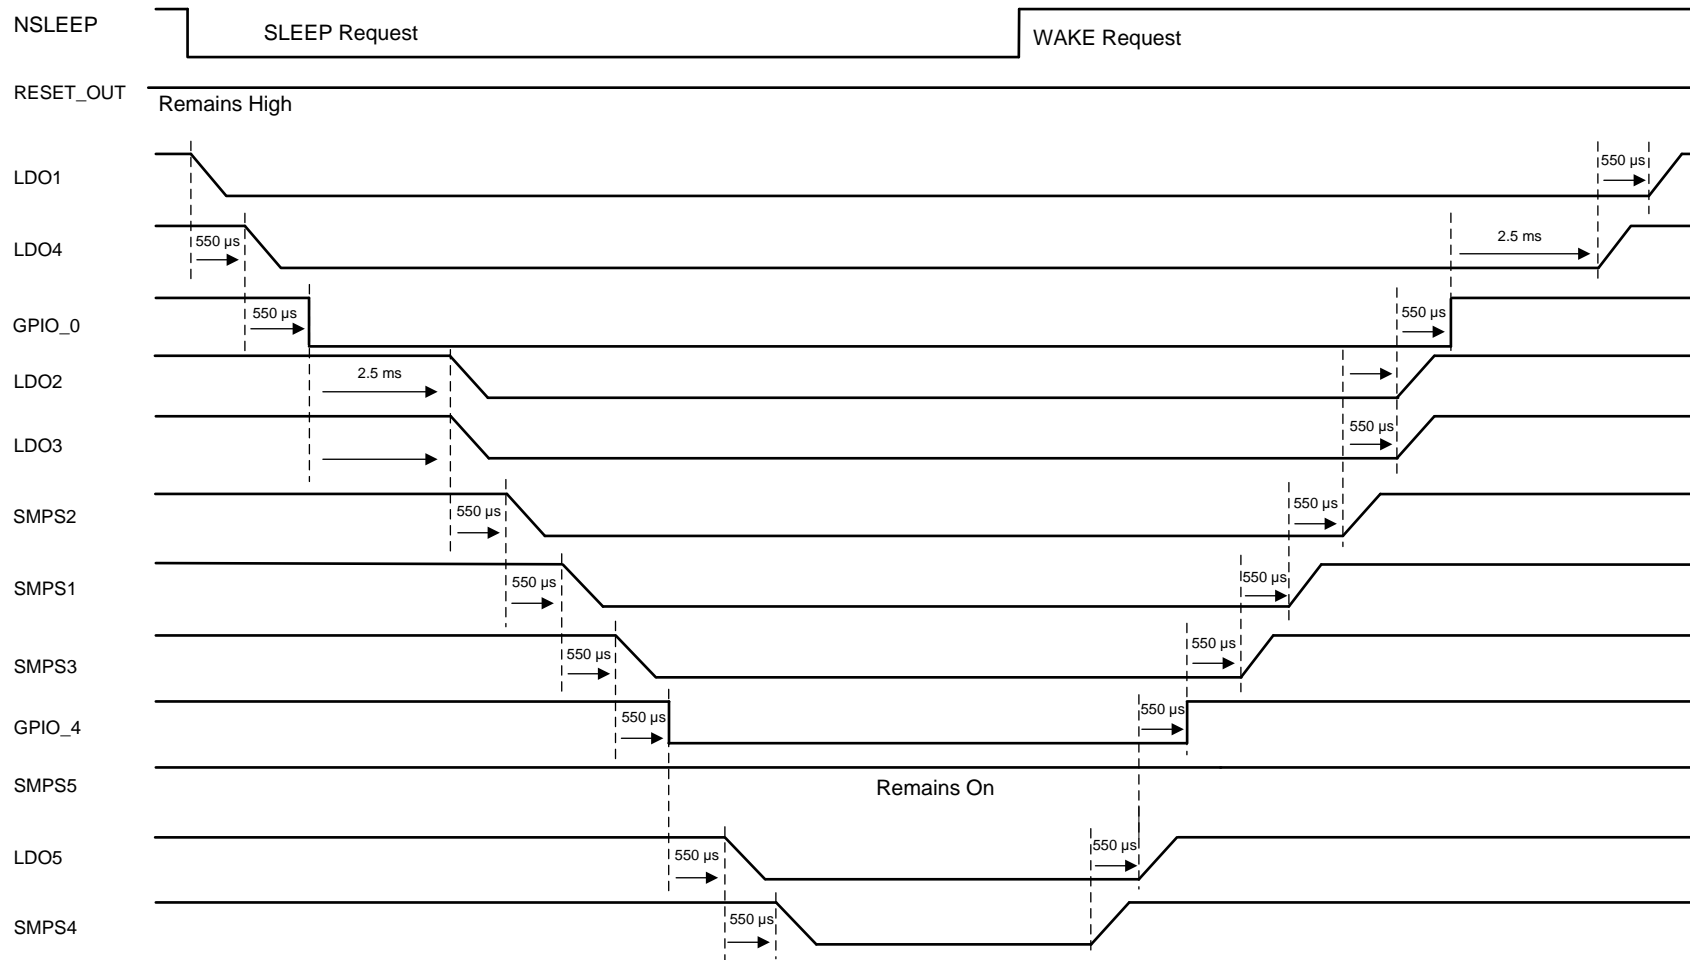 NSLEEP
SLEEP Request
WAKE Request
RESET_OUT
Remains High
LDO1
550 µs
LDO4
550 µs
2.5 ms
GPIO_0
550 µs
550 µs
LDO2
2.5 ms
LDO3
550 µs
SMPS2
550 µs
550 µs
SMPS1
550 µs
550 µs
SMPS3
550 µs
550 µs
GPIO_4
550 µs
550 µs
SMPS5
Remains On
LDO5
550 µs
550 µs
SMPS4
550 µs